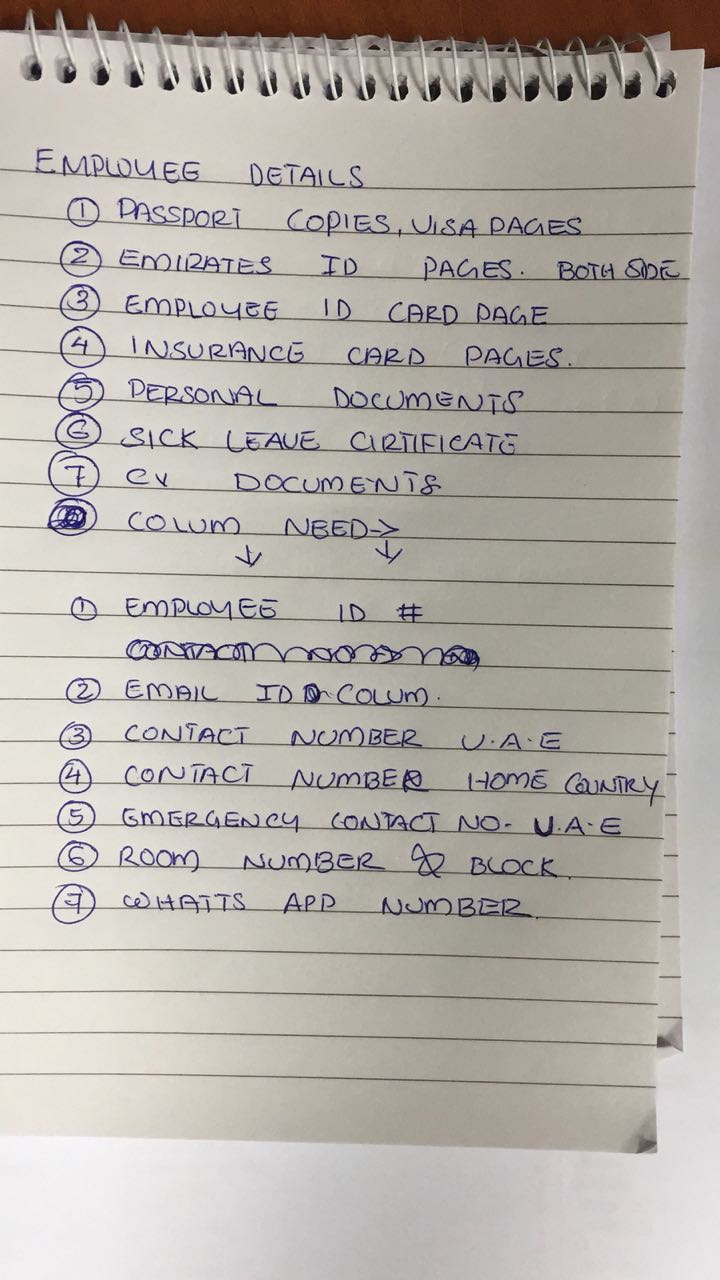 EMPLOYEE DETAILS
① PASSPORT COPIES, VISA PAGES
② EMIRATES ID PAGES. BOTH SIDE
③ EMPLOYEE ID CARD PAGE
④ INSURANCE CARD PAGES.
⑤ PERSONAL DOCUMENTS
⑥ SICK LEAVE CIRTIFICATE
⑦ CV DOCUMENTS
COLUM NEED→
↓ ↓
① EMPLOYEE ID #
② EMAIL ID COLUM.
③ CONTACT NUMBER U.A.E
④ CONTACT NUMBER HOME COUNTRY
⑤ EMERGENCY CONTACT NO- U.A.E
⑥ ROOM NUMBER & BLOCK.
⑦ WHATTS APP NUMBER.